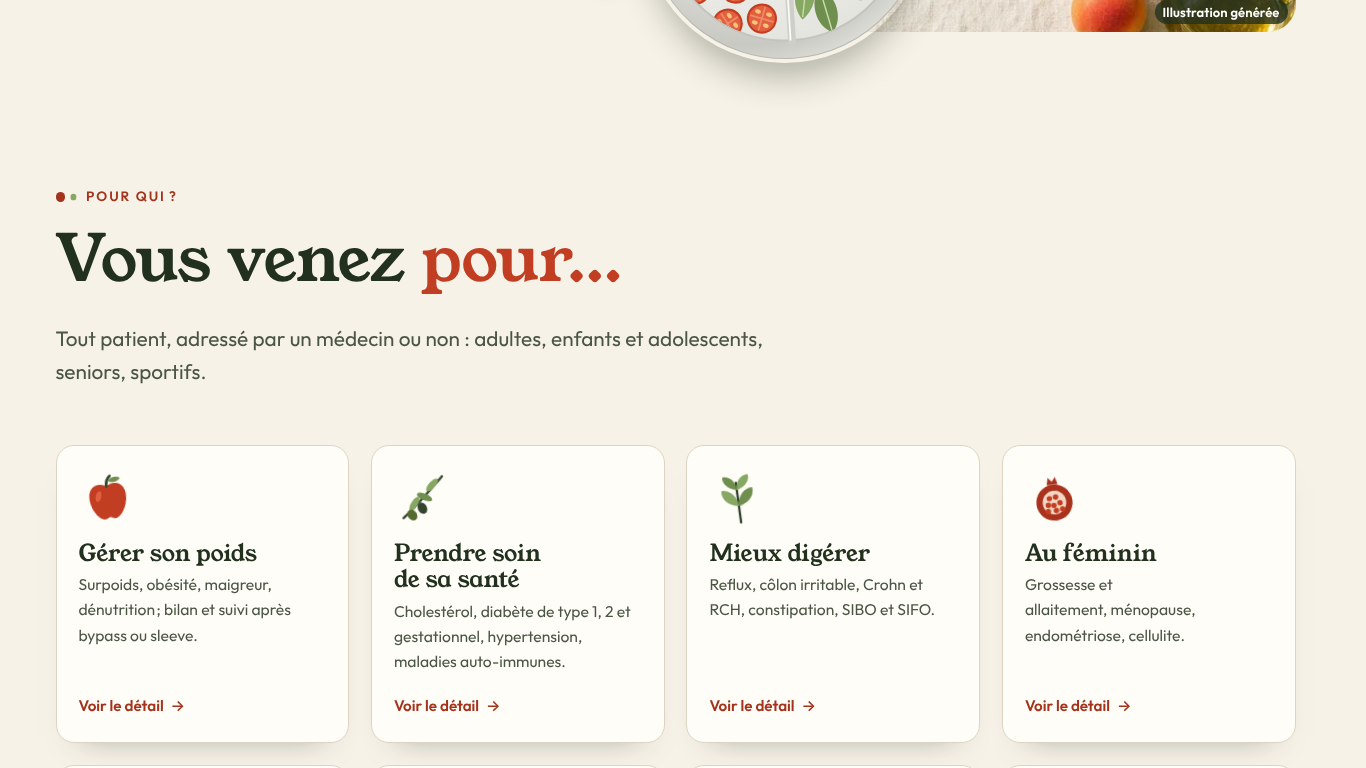 Illustration générée
POUR QUI ?
Vous venez pour...
Tout patient, adressé par un médecin ou non : adultes, enfants et adolescents,
seniors, sportifs.
Gérer son poids
Surpoids, obésité, maigreur,
dénutrition ; bilan et suivi après
bypass ou sleeve.
Voir le détail →
Prendre soin
de sa santé
Cholestérol, diabète de type 1, 2 et
gestationnel, hypertension,
maladies auto-immunes.
Voir le détail →
Mieux digérer
Reflux, côlon irritable, Crohn et
RCH, constipation, SIBO et SIFO.
Voir le détail →
Au féminin
Grossesse et
allaitement, ménopause,
endométriose, cellulite.
Voir le détail →